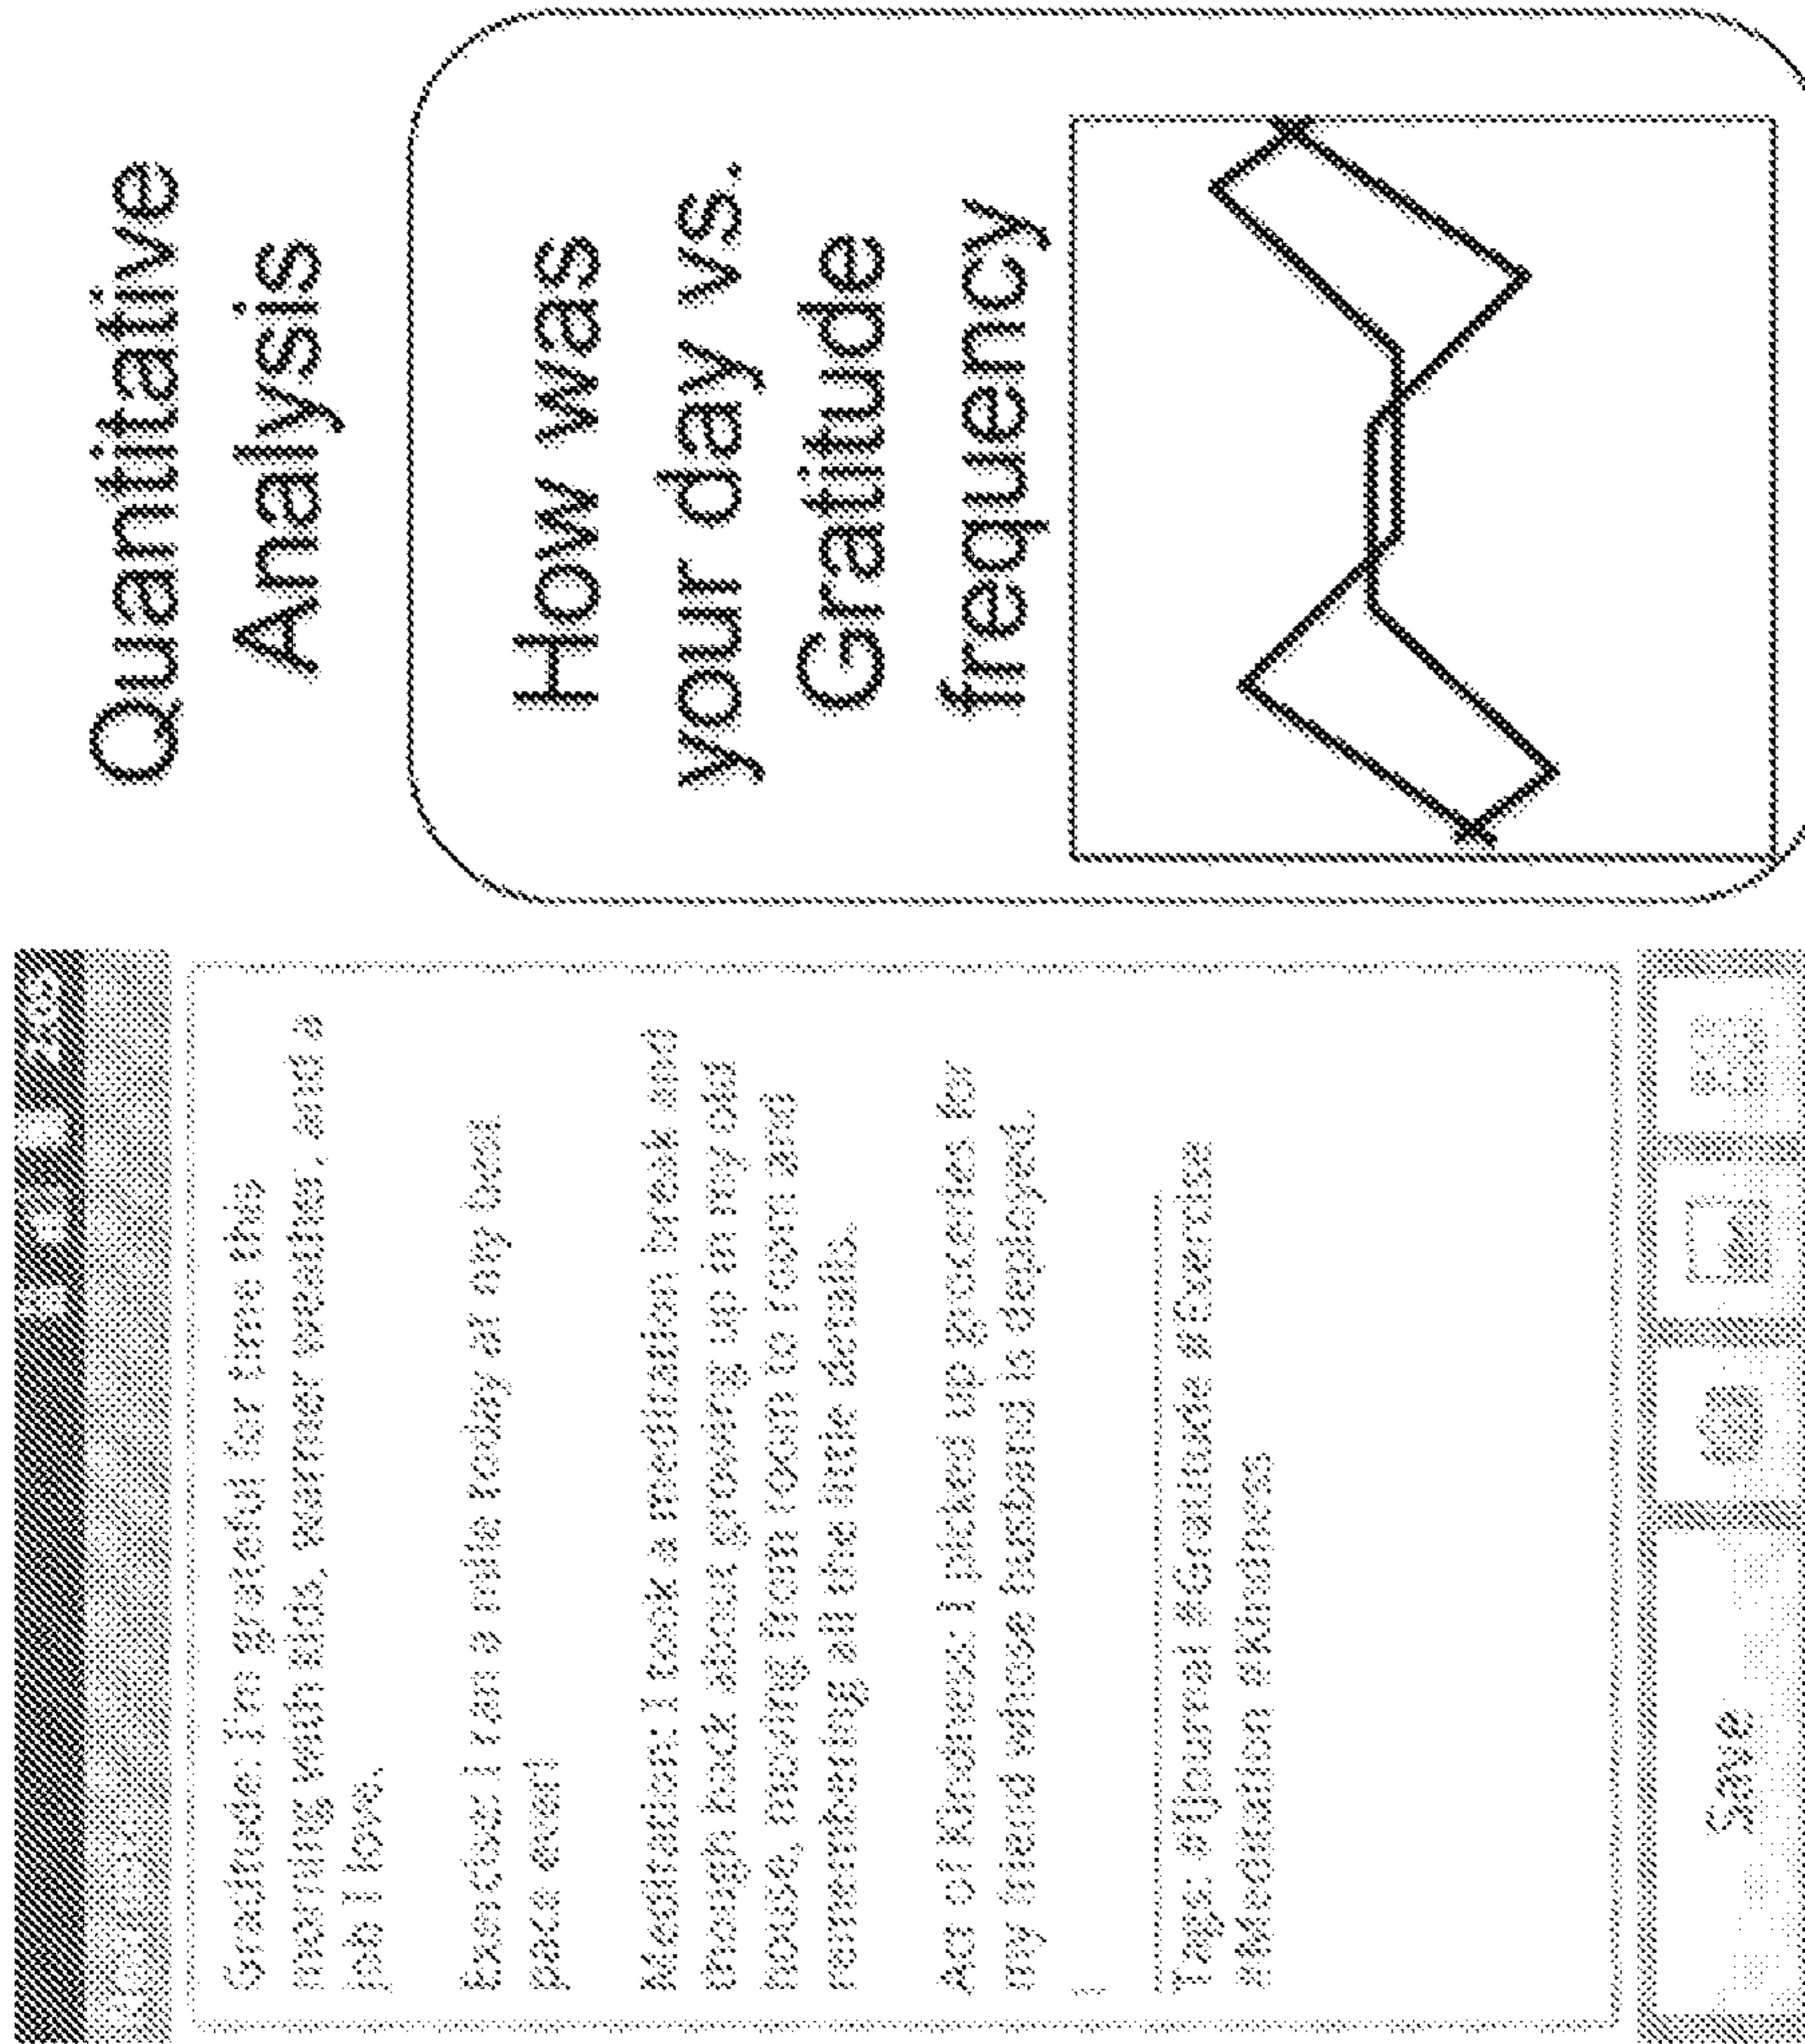 Gratitude: I'm grateful for time this
morning with kids, warmer weather, and a
job I love.
Exercise: I ran a mile today at my best
pace ever!
Meditation: I took a meditation break and
though back about growing up in my old
house, moving from room to room and
remembering all the little details.
Act of Kindness: I picked up groceries for
my friend whose husband is deployed.
Tags: #Journal #Gratitude #Exercise
#Meditation #Kindness
Save
Quantitative
Analysis
How was
your day vs.
Gratitude
frequency